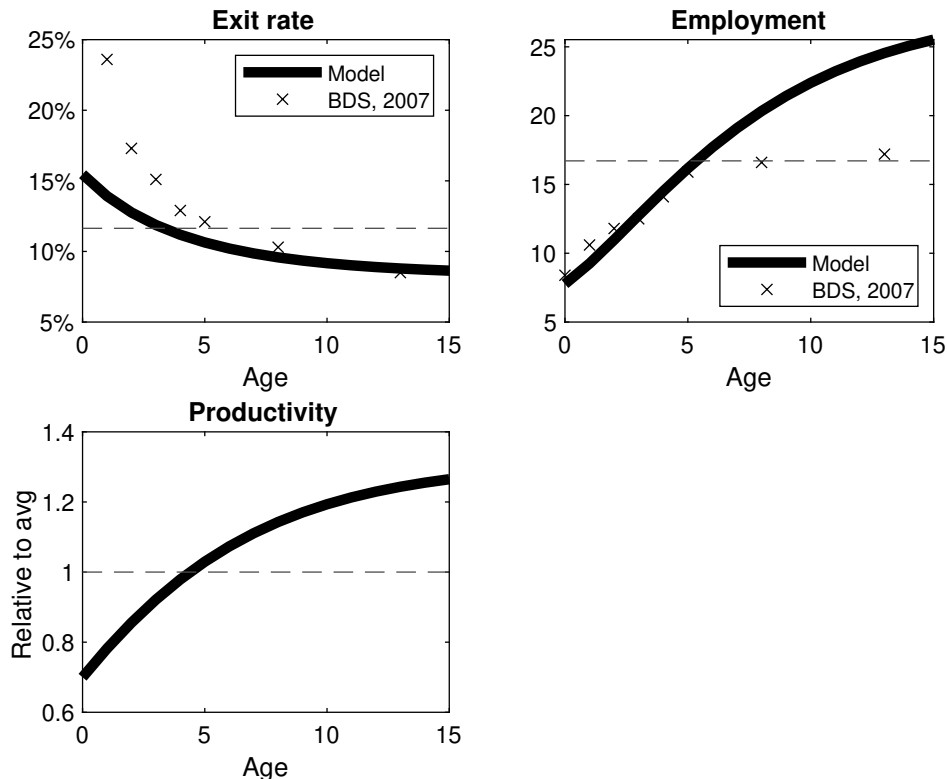 Exit rate
25%
20%
15%
10%
5%
0 5 10 15
Age
Model
BDS, 2007
Employment
25
20
15
10
5
0 5 10 15
Age
Model
BDS, 2007
Productivity
Relative to avg
1.4
1.2
1
0.8
0.6
0 5 10 15
Age